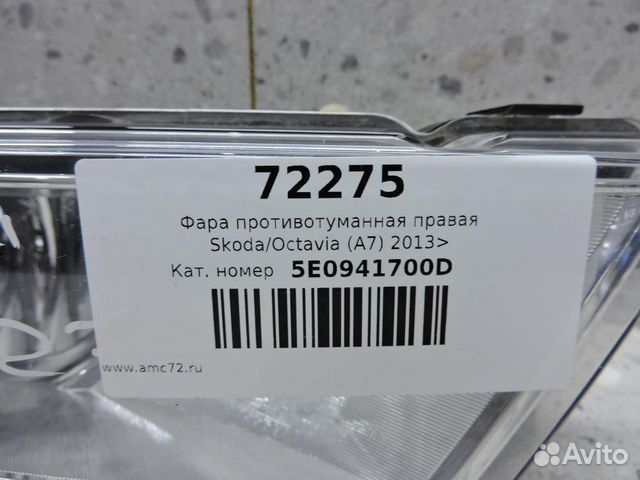 72275
Фара противотуманная правая
Skoda/Octavia (A7) 2013>
Кат. номер 5E0941700D
www.amc72.ru
Avito